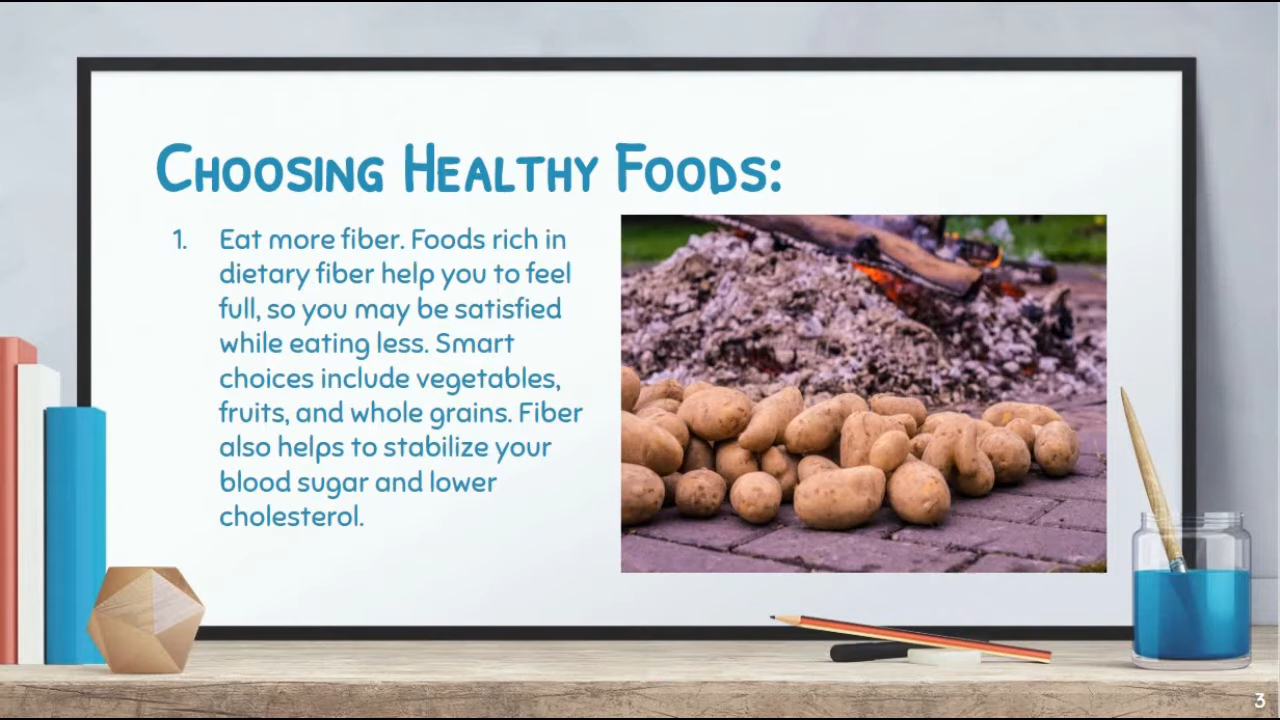 Choosing Healthy Foods:
1. Eat more fiber. Foods rich in
dietary fiber help you to feel
full, so you may be satisfied
while eating less. Smart
choices include vegetables,
fruits, and whole grains. Fiber
also helps to stabilize your
blood sugar and lower
cholesterol.
3